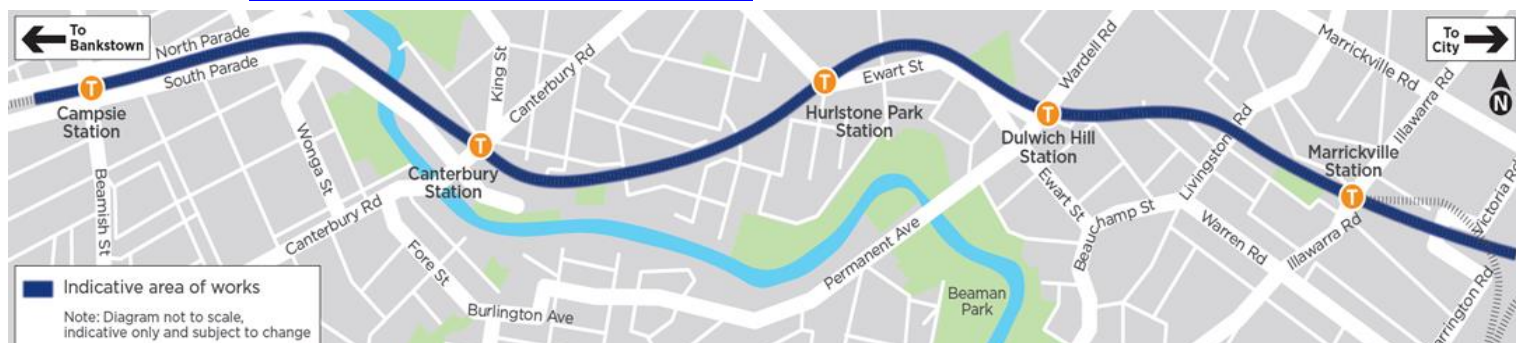 To
Bankstown
North Parade
South Parade
T
Campsie
Station
Beamish St
Wonga St
Canterbury Rd
Fore St
Burlington Ave
King St
Canterbury Rd
T
Canterbury
Station
T
Hurlstone Park
Station
Ewart St
Wardell Rd
T
Dulwich Hill
Station
Ewart St
Permanent Ave
Beaman
Park
Beauchamp St
Livingston Rd
Warren Rd
Marrickville Rd
Illawarra Rd
Marrickville
Station
T
Illawarra Rd
Victoria Rd
To
City
N
Indicative area of works
Note: Diagram not to scale,
indicative only and subject to change